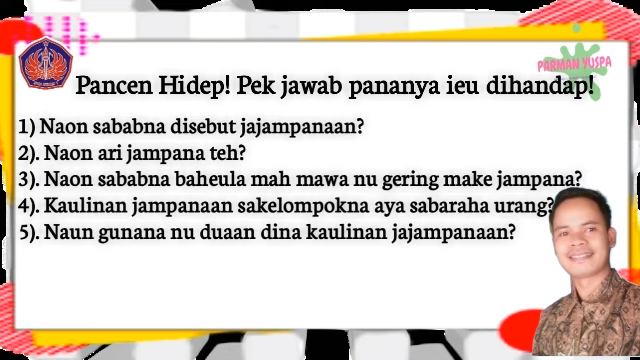 PARMAN YUSPA
Pancen Hidep! Pek jawab pananya ieu dihandap!
1) Naon sababna disebut jajampanaan?
2). Naon ari jampana teh?
3). Naon sababna baheula mah mawa nu gering make jampana?
4). Kaulinan jampanaan sakelompokna aya sabaraha urang?
5). Naun gunana nu duaan dina kaulinan jajampanaan?